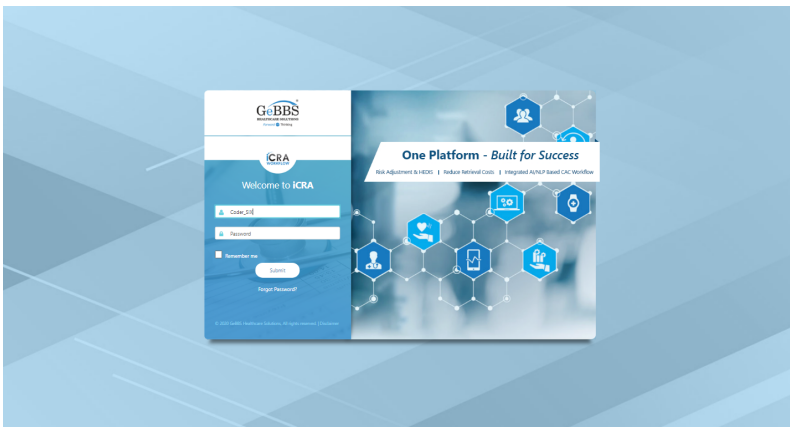 GeBBS
HEALTHCARE SOLUTIONS
iCRA
WORKFLOW
Welcome to iCRA
Password
Remember me
Submit
Forgot Password?
One Platform - Built for Success
Risk Adjustment & HEDIS | Reduce Retrieval Costs | Integrated AI/NLP Based CAC Workflow